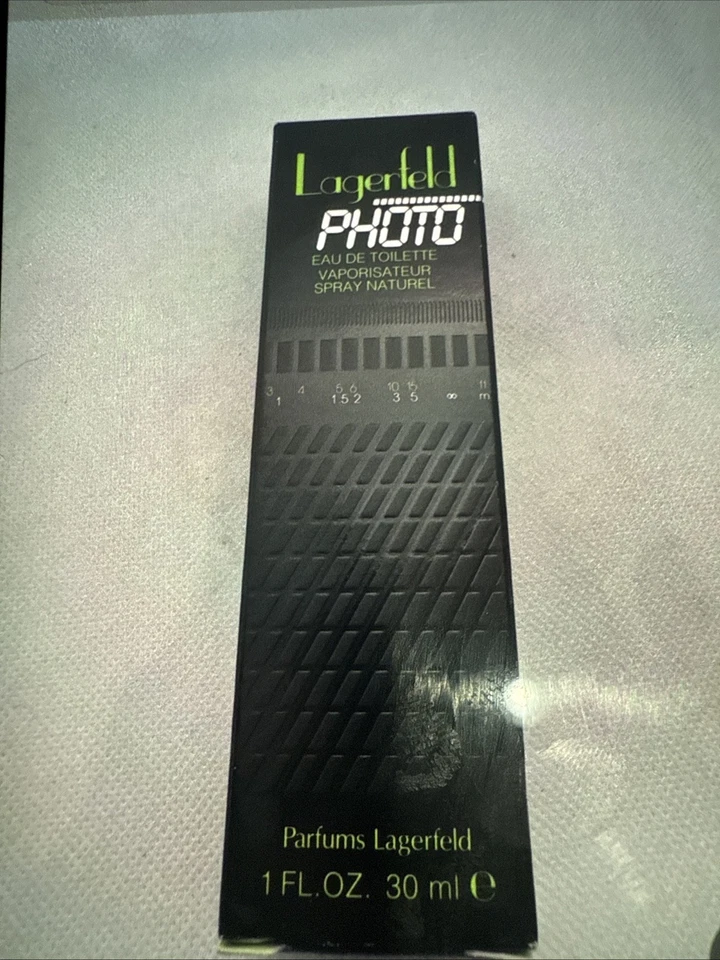 Lagerfeld
PHOTO
EAU DE TOILETTE
VAPORISATEUR
SPRAY NATUREL
3 4 5 6 10 15 11
1 1.5 2 3 5 ∞ m
Parfums Lagerfeld
1 FL.OZ. 30 ml ℮